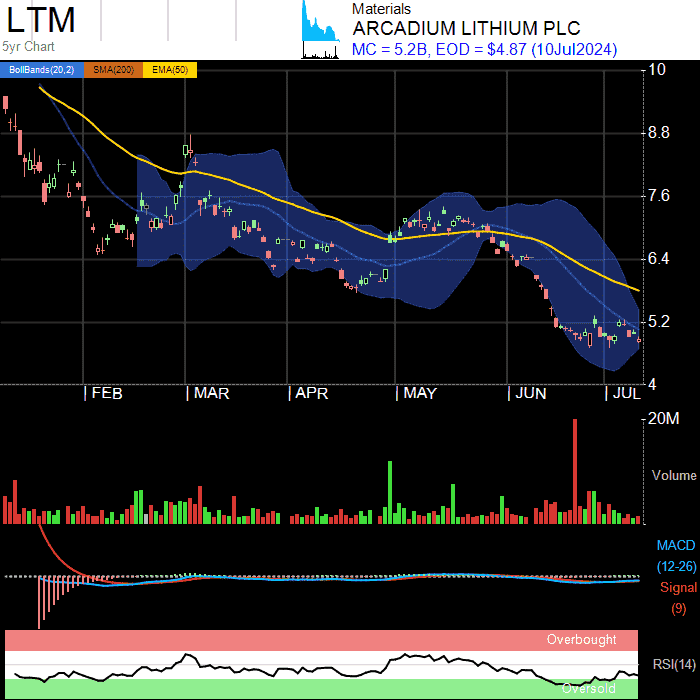 LTM
5yr Chart
Materials
ARCADIUM LITHIUM PLC
MC = 5.2B, EOD = $4.87 (10Jul2024)
BollBands(20,2) SMA(200) EMA(50)
10
8.8
7.6
6.4
5.2
4
FEB MAR APR MAY JUN JUL
20M
Volume
MACD
(12-26)
Signal
(9)
Overbought
RSI(14)
Oversold